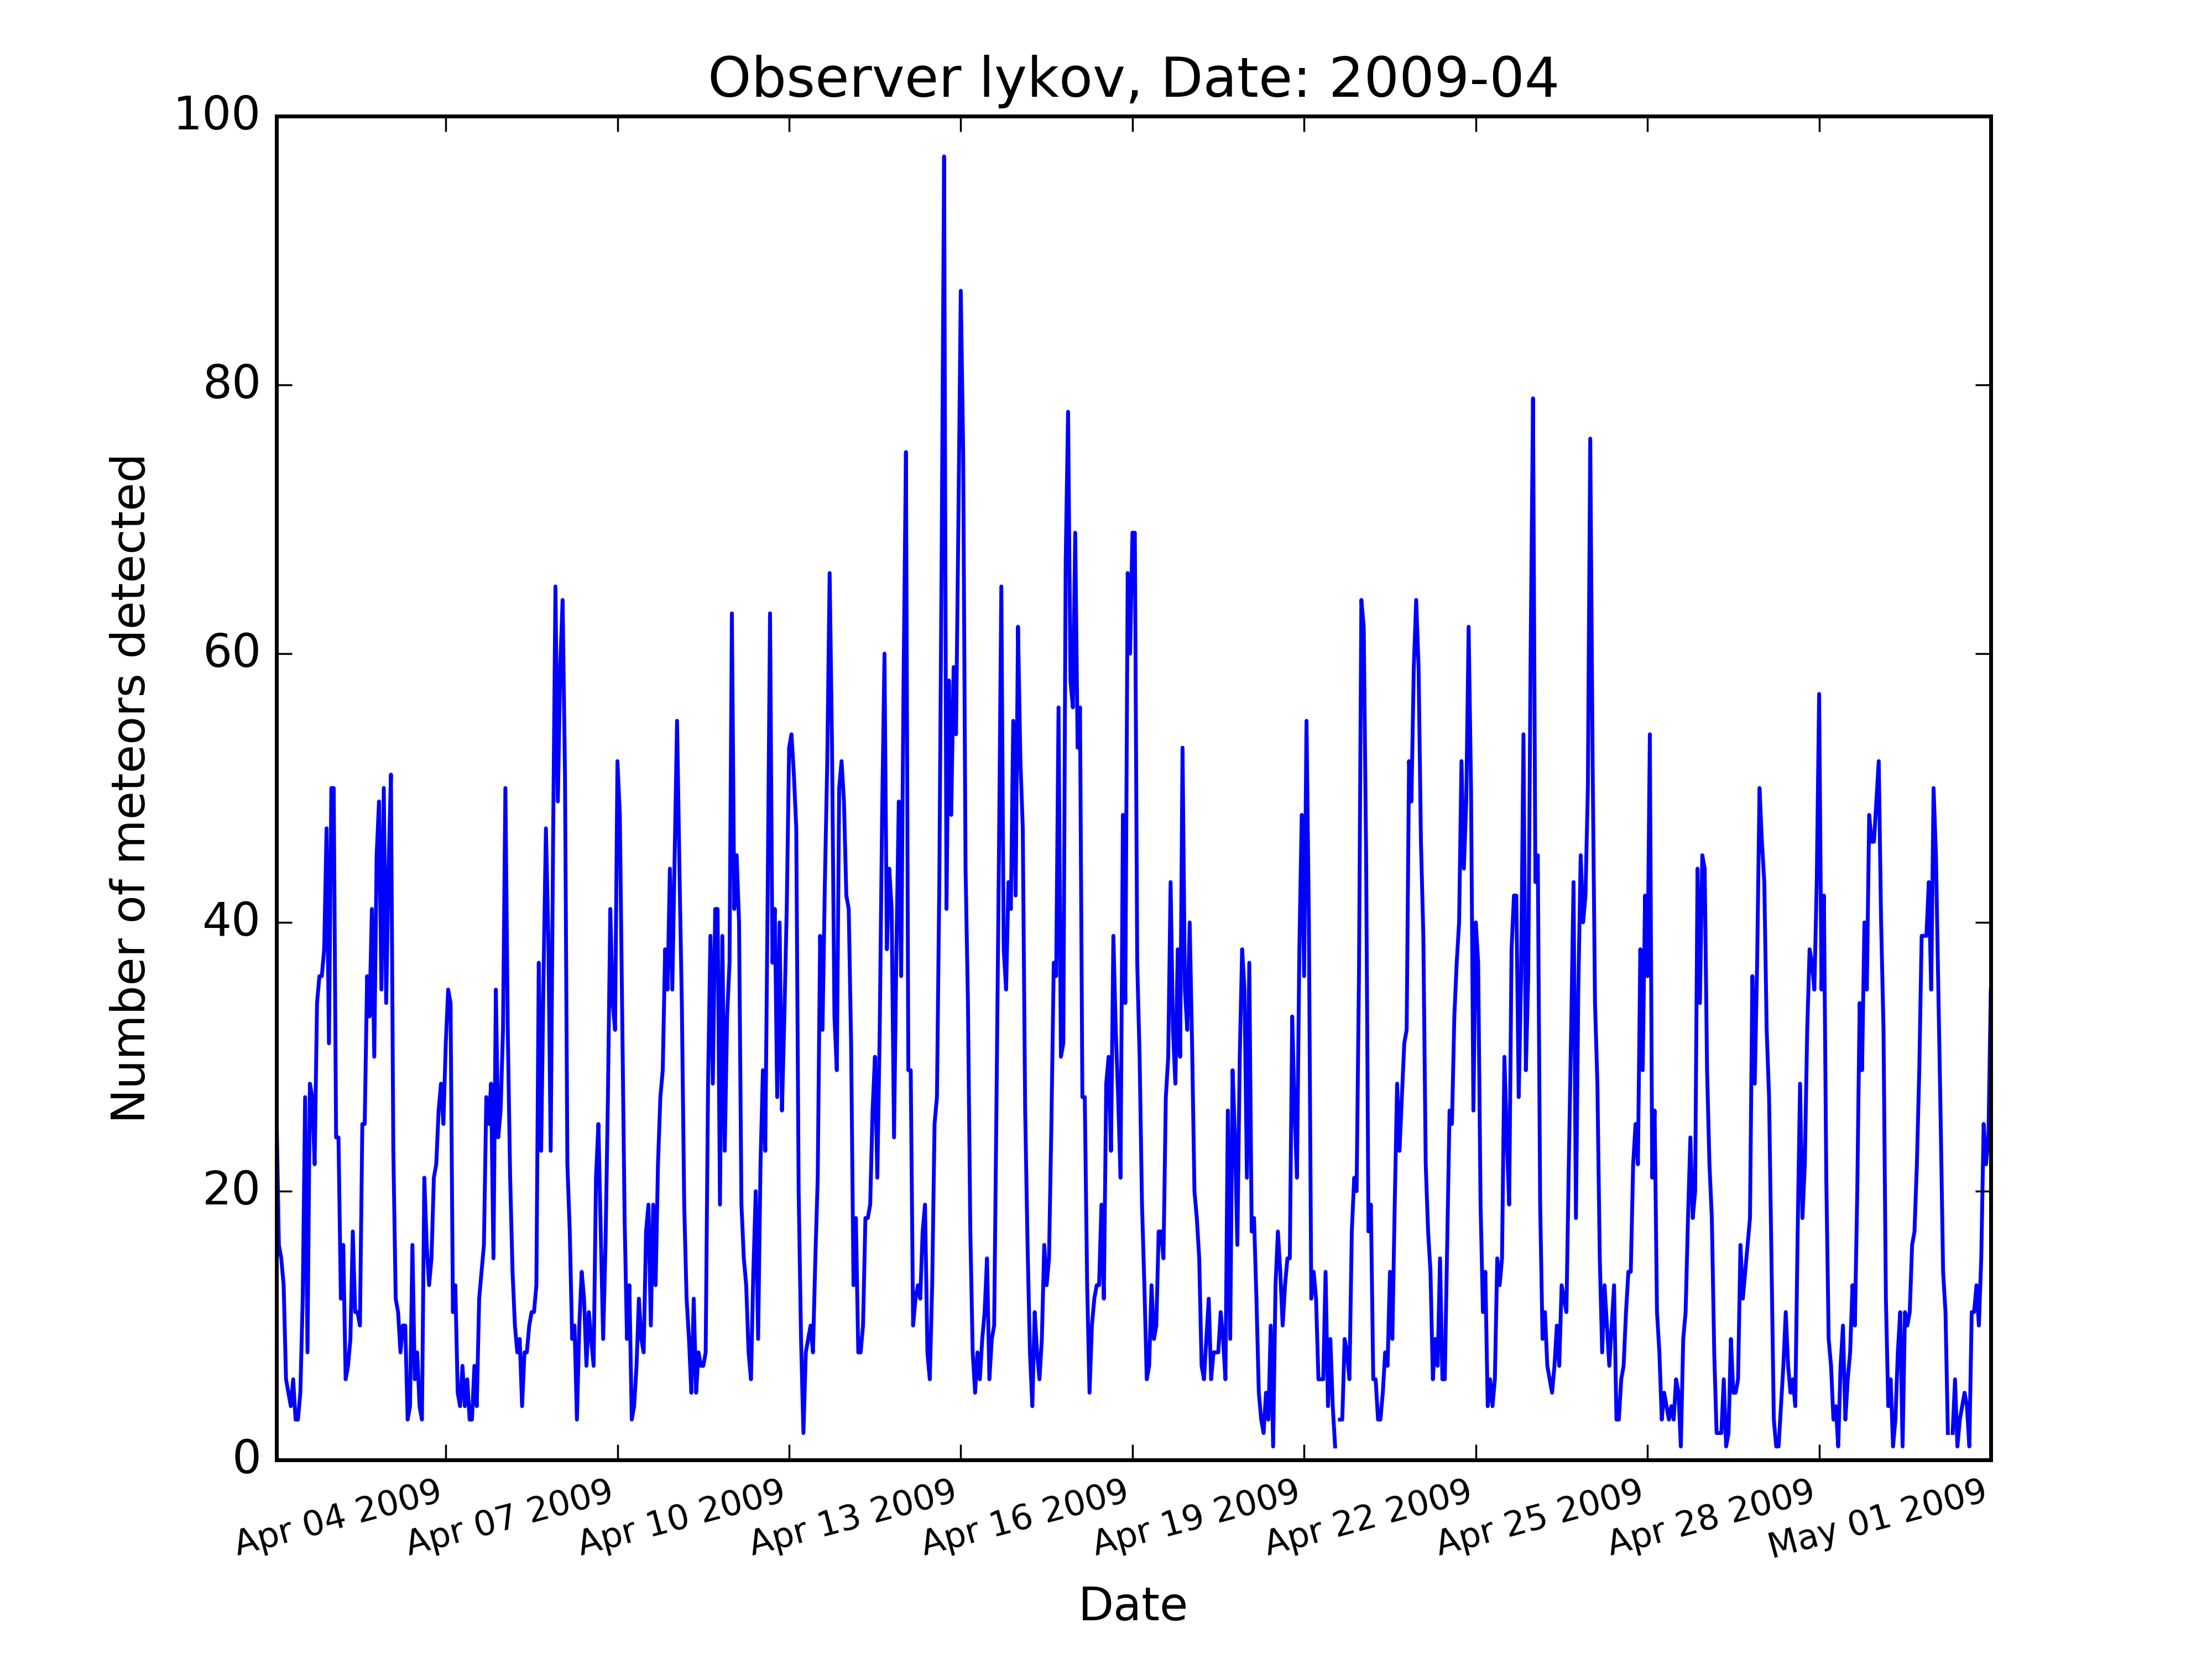 Observer lykov, Date: 2009-04
100
80
60
40
20
0
Number of meteors detected
Apr 04 2009
Apr 07 2009
Apr 10 2009
Apr 13 2009
Apr 16 2009
Apr 19 2009
Apr 22 2009
Apr 25 2009
Apr 28 2009
May 01 2009
Date